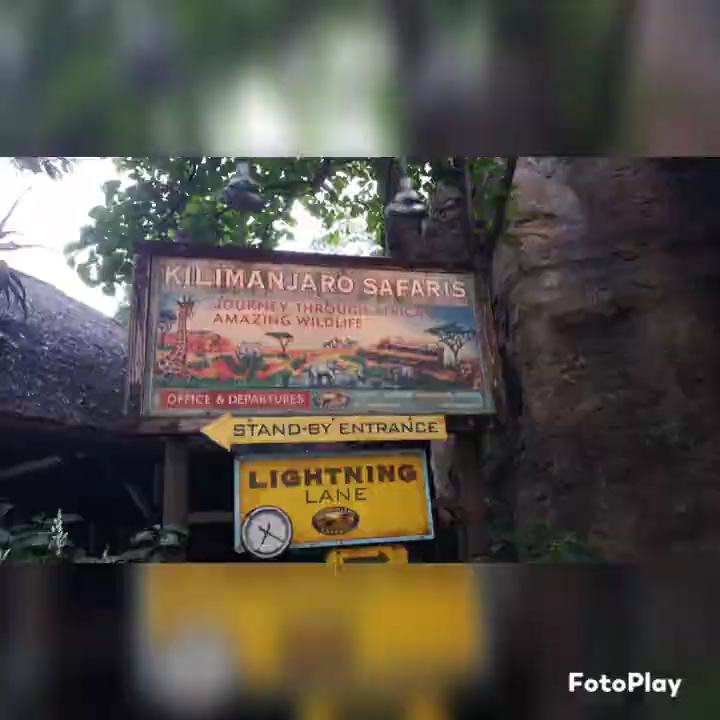 KILIMANJARO SAFARIS
JOURNEY THROUGH AFRICA
AMAZING WILDLIFE
OFFICE & DEPARTURES
STAND-BY ENTRANCE
LIGHTNING
LANE
FotoPlay